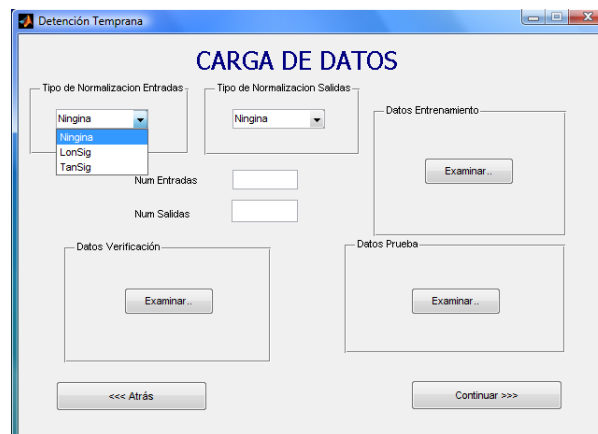 Detención Temprana
CARGA DE DATOS
Tipo de Normalizacion Entradas
Tipo de Normalizacion Salidas
Ningina
Ningina
LonSig
TanSig
Ningina
Datos Entrenamiento
Examinar..
Num Entradas
Num Salidas
Datos Verificación
Examinar..
Datos Prueba
Examinar..
<<< Atrás
Continuar >>>